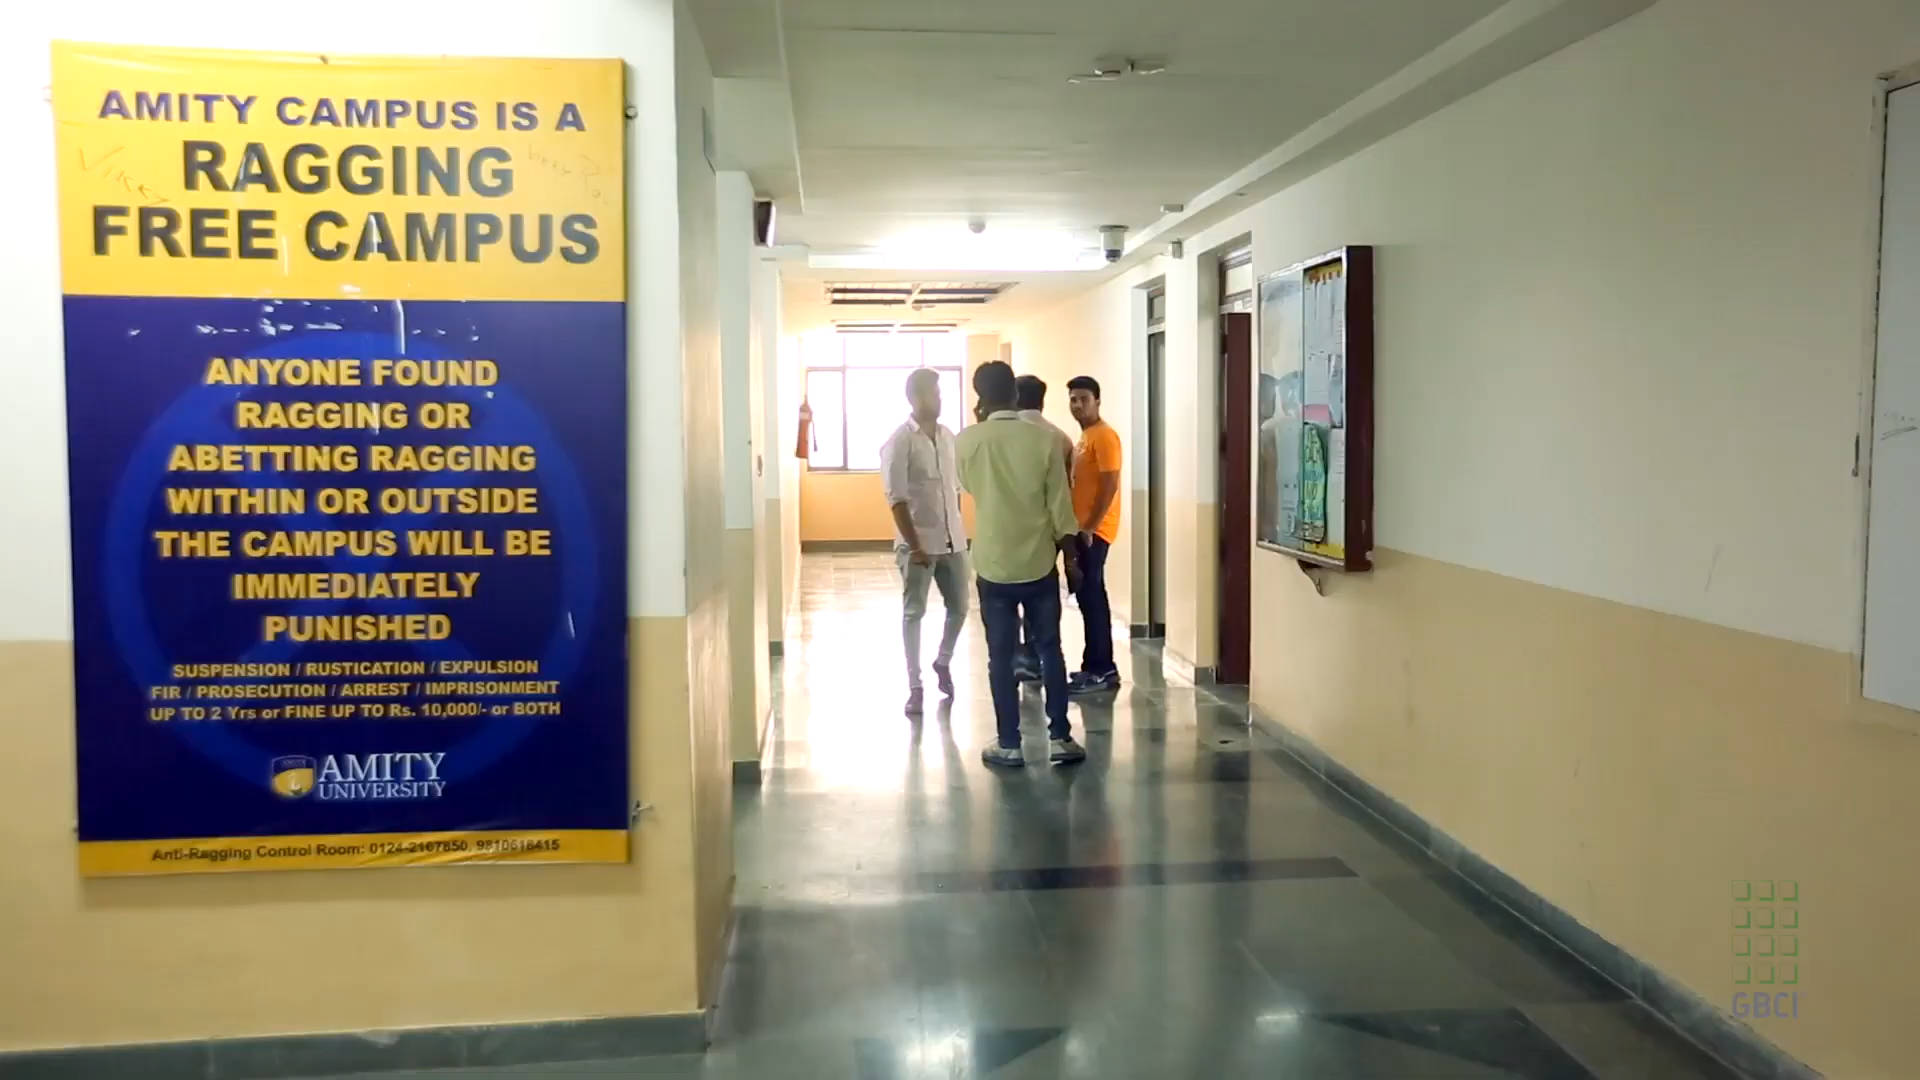 AMITY CAMPUS IS A
RAGGING
FREE CAMPUS
VIKKY
ANYONE FOUND
RAGGING OR
ABETTING RAGGING
WITHIN OR OUTSIDE
THE CAMPUS WILL BE
IMMEDIATELY
PUNISHED
SUSPENSION / RUSTICATION / EXPULSION
FIR / PROSECUTION / ARREST / IMPRISONMENT
UP TO 2 Yrs or FINE UP TO Rs. 10,000/- or BOTH
AMITY
UNIVERSITY
Anti-Ragging Control Room: 0124-2167850, 9810618415
GBCI